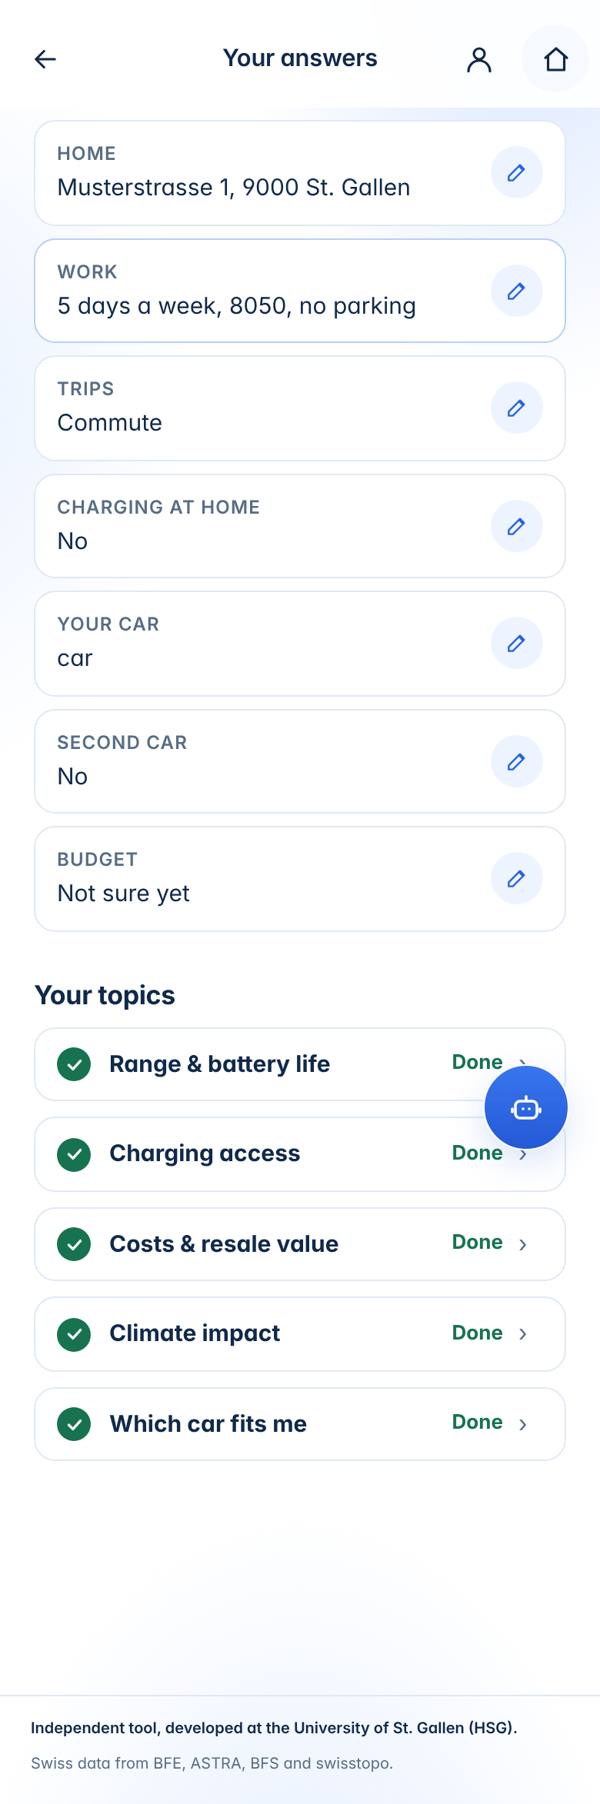 Your answers
HOME
Musterstrasse 1, 9000 St. Gallen
WORK
5 days a week, 8050, no parking
TRIPS
Commute
CHARGING AT HOME
No
YOUR CAR
car
SECOND CAR
No
BUDGET
Not sure yet
Your topics
Range & battery life Done
Charging access Done
Costs & resale value Done
Climate impact Done
Which car fits me Done
Independent tool, developed at the University of St. Gallen (HSG).
Swiss data from BFE, ASTRA, BFS and swisstopo.